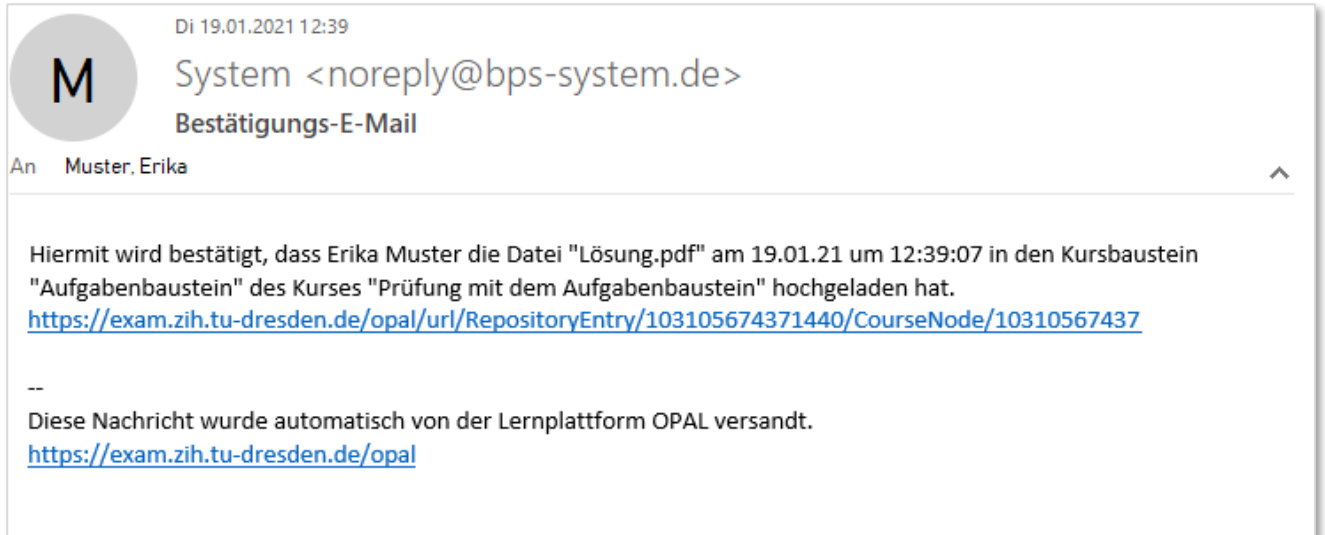 Di 19.01.2021 12:39
M
System <noreply@bps-system.de>
Bestätigungs-E-Mail
An Muster, Erika
Hiermit wird bestätigt, dass Erika Muster die Datei "Lösung.pdf" am 19.01.21 um 12:39:07 in den Kursbaustein
"Aufgabenbaustein" des Kurses "Prüfung mit dem Aufgabenbaustein" hochgeladen hat.
https://exam.zih.tu-dresden.de/opal/url/RepositoryEntry/103105674371440/CourseNode/10310567437
--
Diese Nachricht wurde automatisch von der Lernplattform OPAL versandt.
https://exam.zih.tu-dresden.de/opal